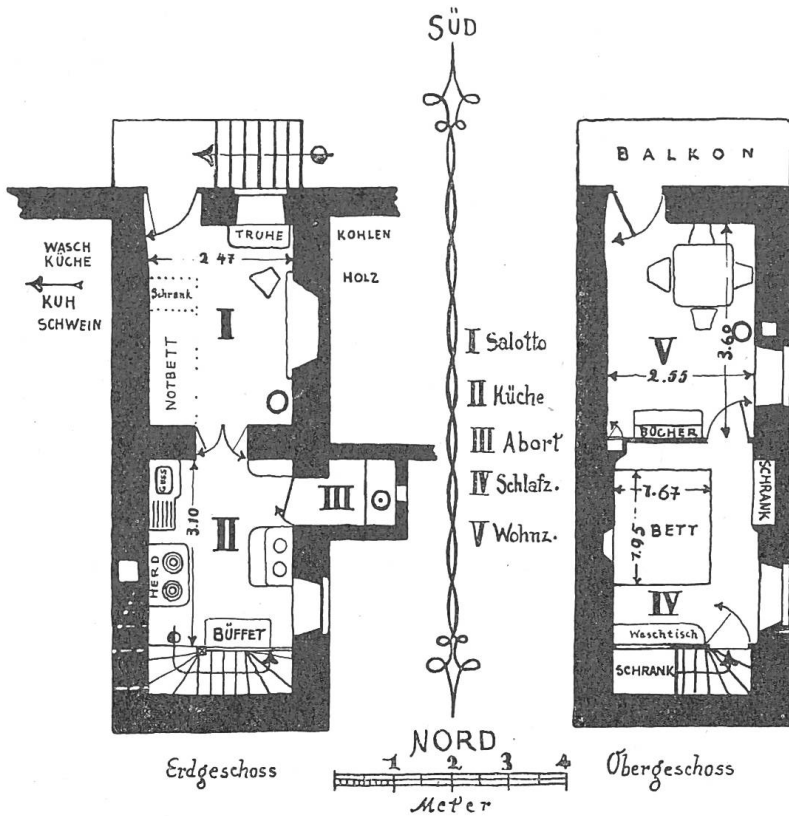 SÜD
BALKON
TRUHE
KOHLEN
HOLZ
WASCH
KÜCHE
KUH
SCHWEIN
2.47
Schrank
I
NOTBETT
V
3.60
2.55
BÜCHER
I Salotto
II Küche
III Abort
IV Schlafz.
V Wohnz.
GUSS
3.10
II
III
HERD
BÜFFET
1.67
1.95
BETT
SCHRANK
IV
Waschtisch
SCHRANK
NORD
Erdgeschoss
1 2 3 4
Meter
Obergeschoss